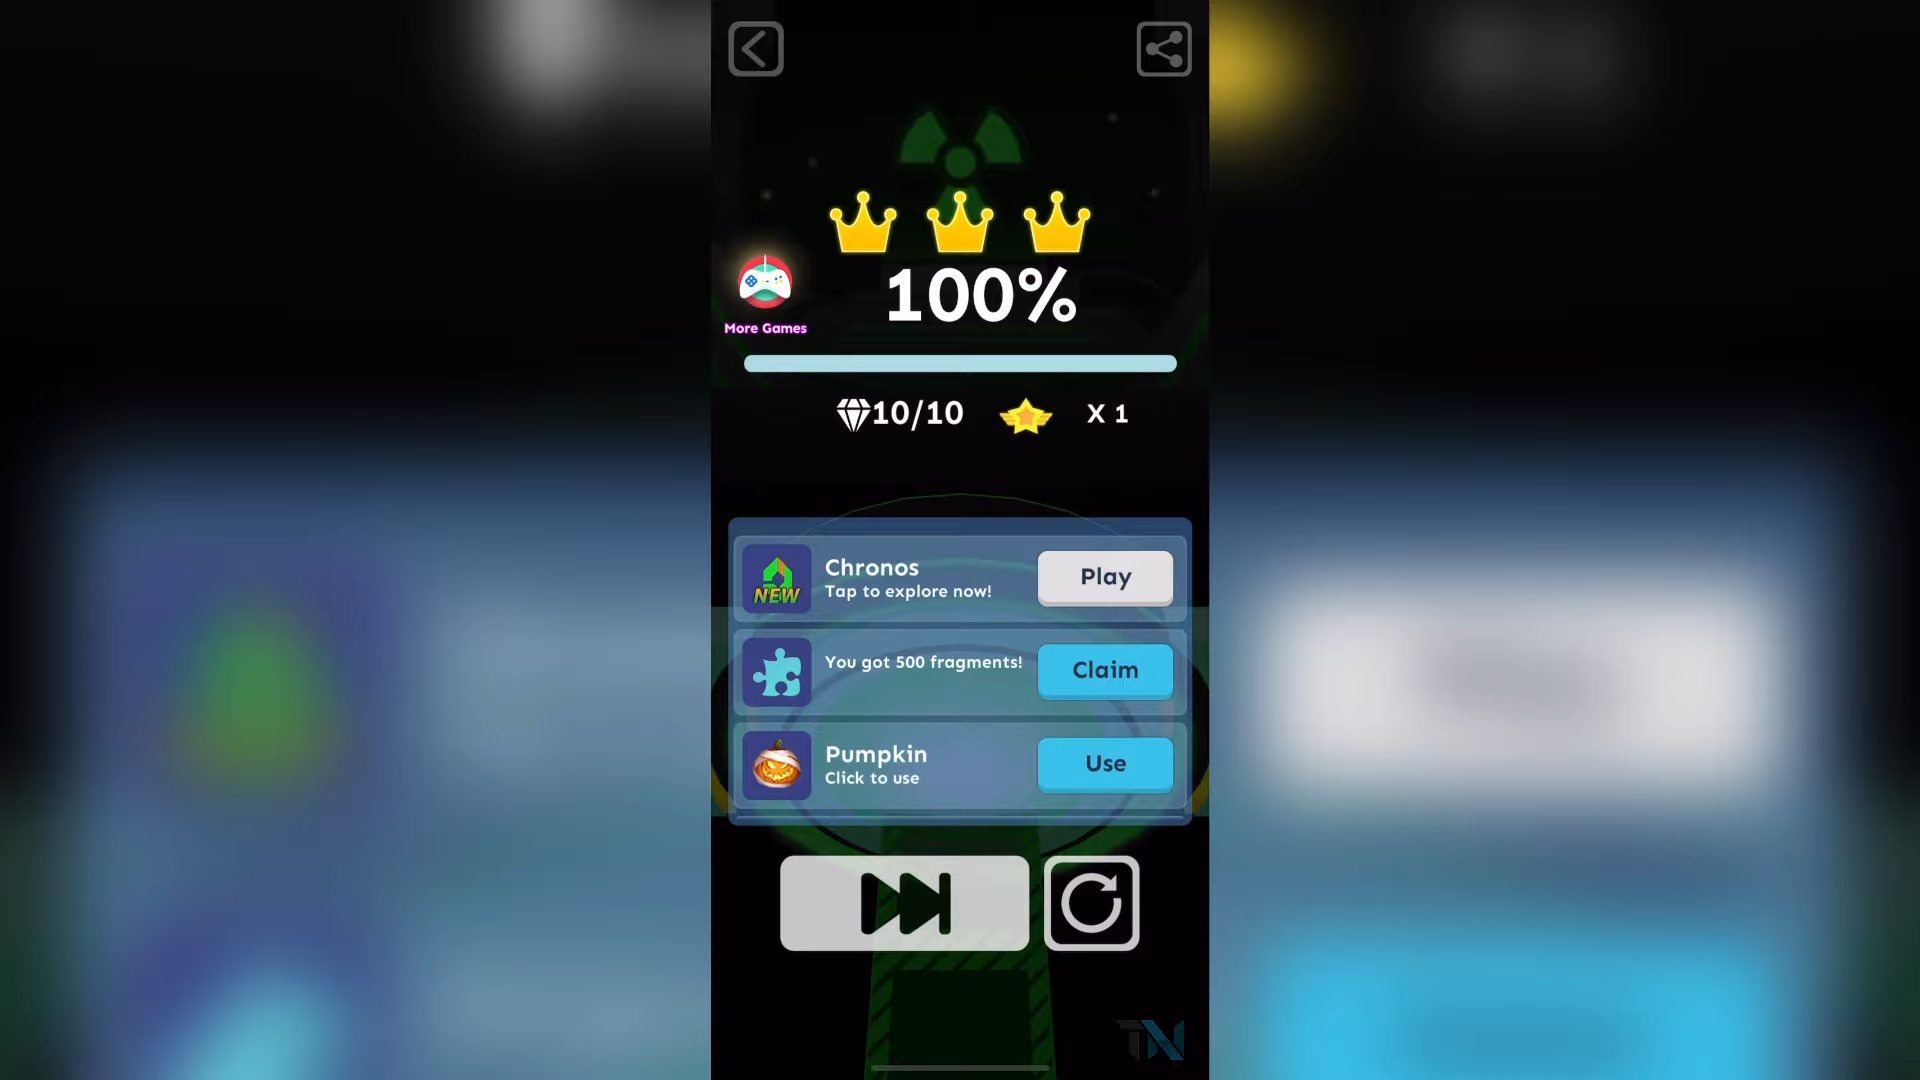 100%
More Games
10/10
X 1
Chronos
Tap to explore now!
Play
NEW
You got 500 fragments!
Claim
Pumpkin
Click to use
Use
TN